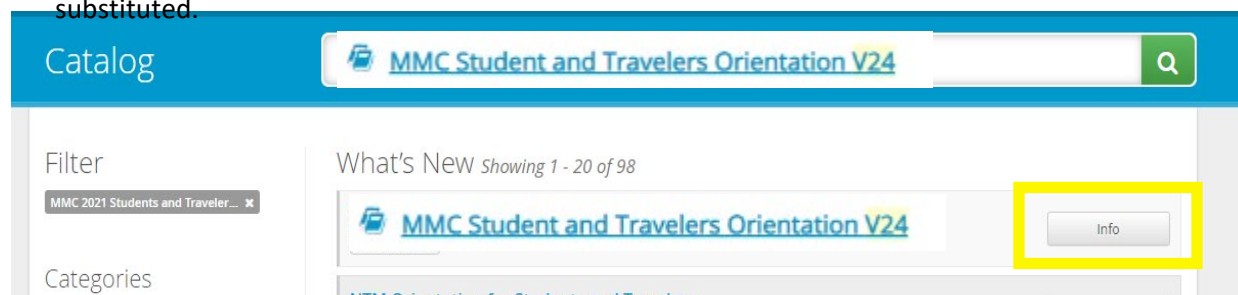 substituted.
Catalog
MMC Student and Travelers Orientation V24
Filter
What's New Showing 1 - 20 of 98
MMC 2021 Students and Traveler... x
MMC Student and Travelers Orientation V24
Info
Categories